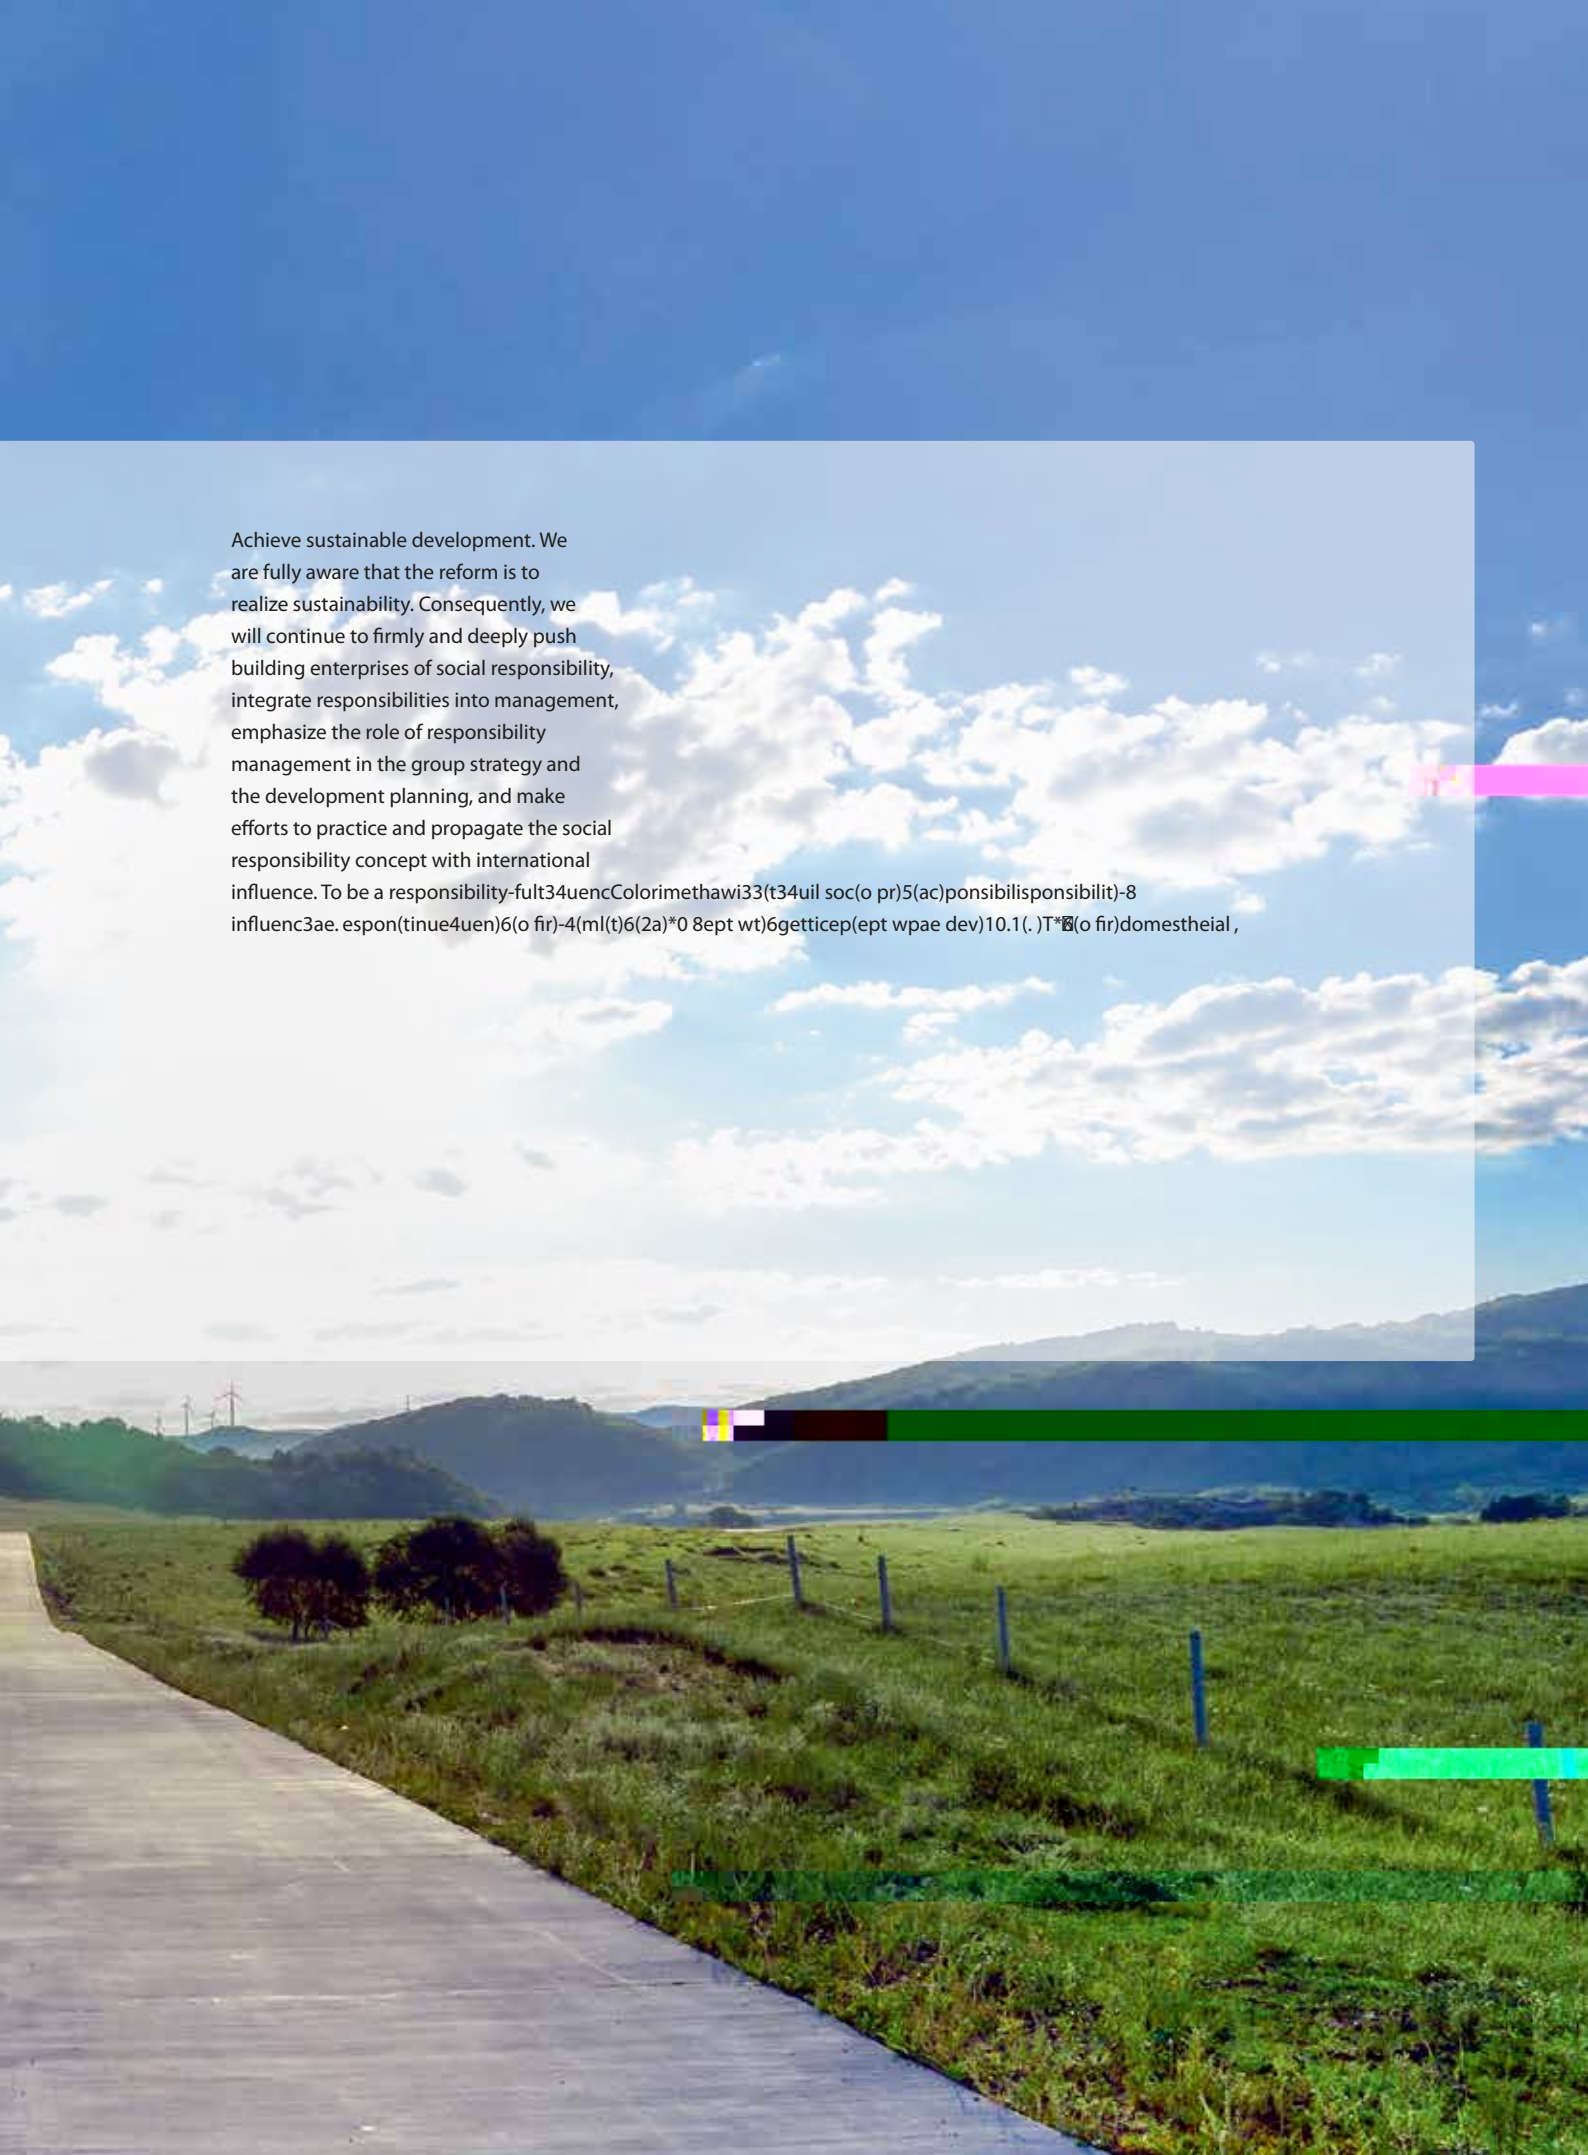 Achieve sustainable development. We
are fully aware that the reform is to
realize sustainability. Consequently, we
will continue to firmly and deeply push
building enterprises of social responsibility,
integrate responsibilities into management,
emphasize the role of responsibility
management in the group strategy and
the development planning, and make
efforts to practice and propagate the social
responsibility concept with international
influence. To be a responsibility-fult34uencColorimethawi33(t34uil soc(o pr)5(ac)ponsibilisponsibilit)-8
influenc3ae. espon(tinue4uen)6(o fir)-4(ml(t)6(2a)*0 8ept wt)6getticep(ept wpae dev)10.1(. )T*(o fir)domestheial ,